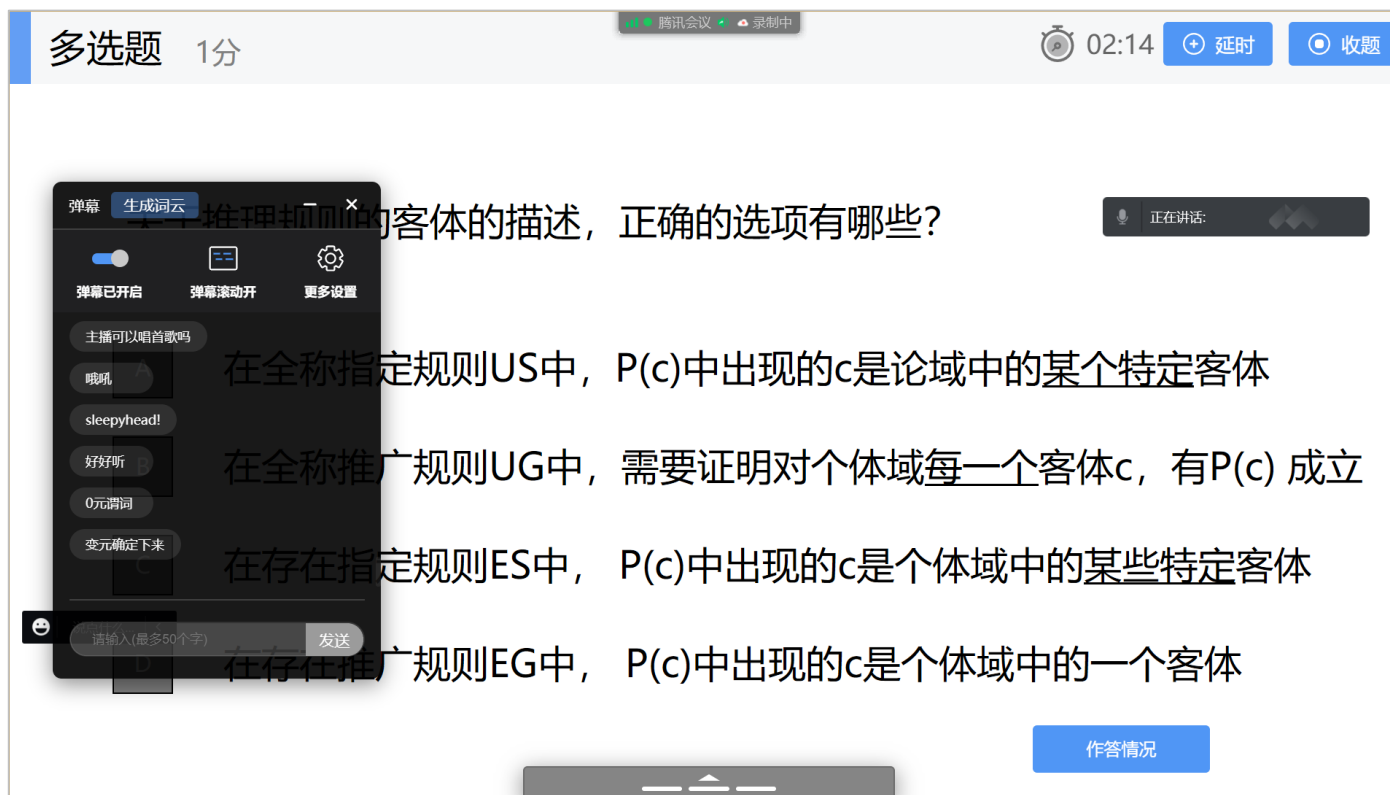 腾讯会议 录制中
多选题 1分 02:14 延时 收题
弹幕 生成词云
关于推理规则的客体的描述，正确的选项有哪些？
正在讲话:
弹幕已开启 弹幕滚动开 更多设置
主播可以唱首歌吗
A 在全称指定规则US中，P(c)中出现的c是论域中的某个特定客体
哦吼
sleepyhead!
好好听
B 在全称推广规则UG中，需要证明对个体域每一个客体c，有P(c) 成立
0元谓词
变元确定下来
C 在存在指定规则ES中， P(c)中出现的c是个体域中的某些特定客体
请输入(最多50个字) 发送
D 在存在推广规则EG中， P(c)中出现的c是个体域中的一个客体
作答情况